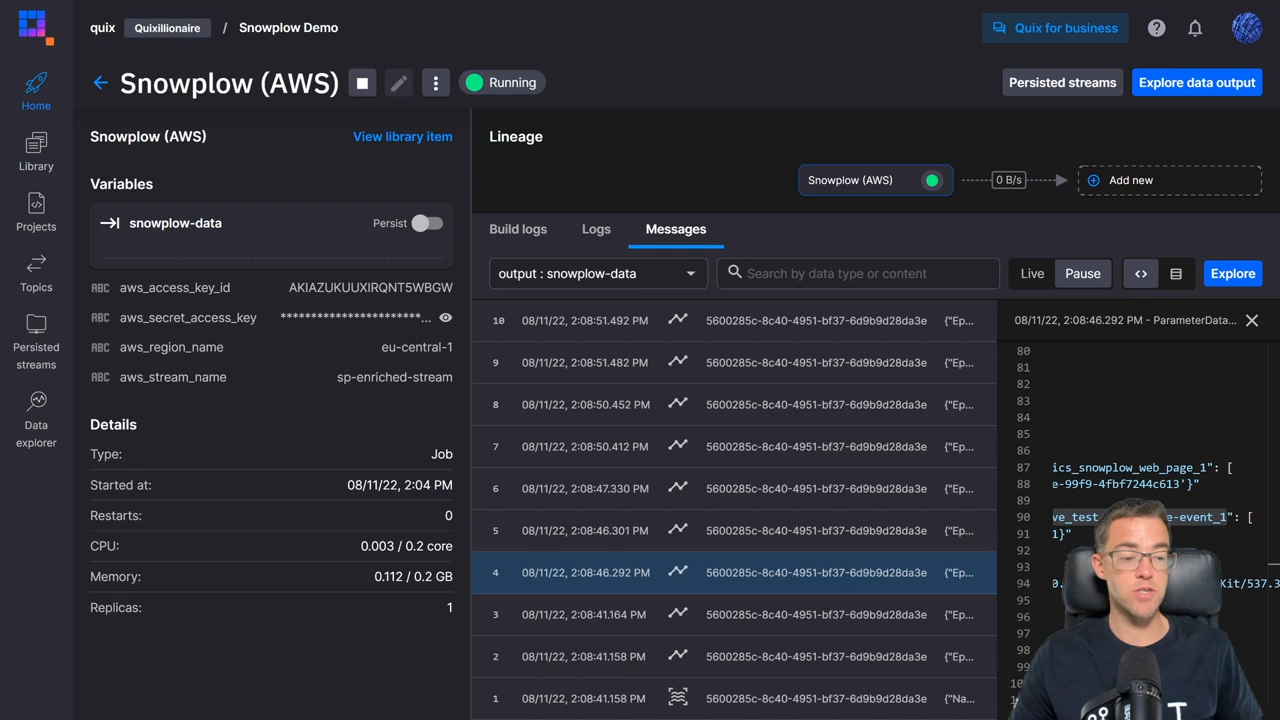 quix Quixillionaire / Snowplow Demo
Quix for business
Snowplow (AWS)
Running
Persisted streams
Explore data output
Home
Library
Projects
Topics
Persisted
streams
Data
explorer
Snowplow (AWS)
View library item
Variables
snowplow-data
Persist
ABC aws_access_key_id AKIAZUKUUXIRQNT5WBGW
ABC aws_secret_access_key ***********************...
ABC aws_region_name eu-central-1
ABC aws_stream_name sp-enriched-stream
Details
Type: Job
Started at: 08/11/22, 2:04 PM
Restarts: 0
CPU: 0.003 / 0.2 core
Memory: 0.112 / 0.2 GB
Replicas: 1
Lineage
Snowplow (AWS)
0 B/s
Add new
Build logs Logs Messages
output : snowplow-data
Search by data type or content
Live Pause
Explore
10 08/11/22, 2:08:51.492 PM 5600285c-8c40-4951-bf37-6d9b9d28da3e {"Ep...
9 08/11/22, 2:08:51.482 PM 5600285c-8c40-4951-bf37-6d9b9d28da3e {"Ep...
8 08/11/22, 2:08:50.452 PM 5600285c-8c40-4951-bf37-6d9b9d28da3e {"Ep...
7 08/11/22, 2:08:50.412 PM 5600285c-8c40-4951-bf37-6d9b9d28da3e {"Ep...
6 08/11/22, 2:08:47.330 PM 5600285c-8c40-4951-bf37-6d9b9d28da3e {"Ep...
5 08/11/22, 2:08:46.301 PM 5600285c-8c40-4951-bf37-6d9b9d28da3e {"Ep...
4 08/11/22, 2:08:46.292 PM 5600285c-8c40-4951-bf37-6d9b9d28da3e {"Ep...
3 08/11/22, 2:08:41.164 PM 5600285c-8c40-4951-bf37-6d9b9d28da3e {"Ep...
2 08/11/22, 2:08:41.158 PM 5600285c-8c40-4951-bf37-6d9b9d28da3e {"Ep...
1 08/11/22, 2:08:41.158 PM 5600285c-8c40-4951-bf37-6d9b9d28da3e {"Na...
08/11/22, 2:08:46.292 PM - ParameterData...
80
81
82
83
84
85
86
87 ics_snowplow_web_page_1": [
88 e-99f9-4fbf7244c613'}"
89
90 ve_test e-event_1": [
91 1}"
92
93
94 0. Kit/537.3
95
96
97
98
99